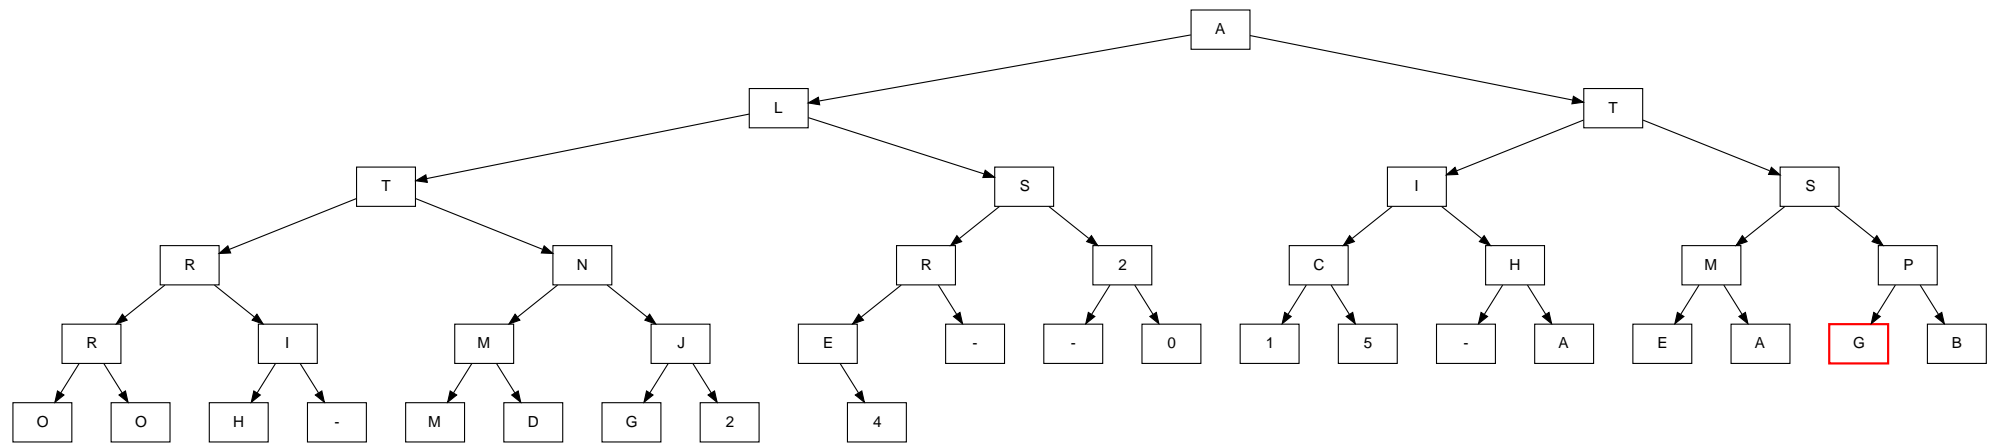 A
L T
T S I S
R N R 2 C H M P
R I M J E - - 0 1 5 - A E A G B
O O H - M D G 2 4